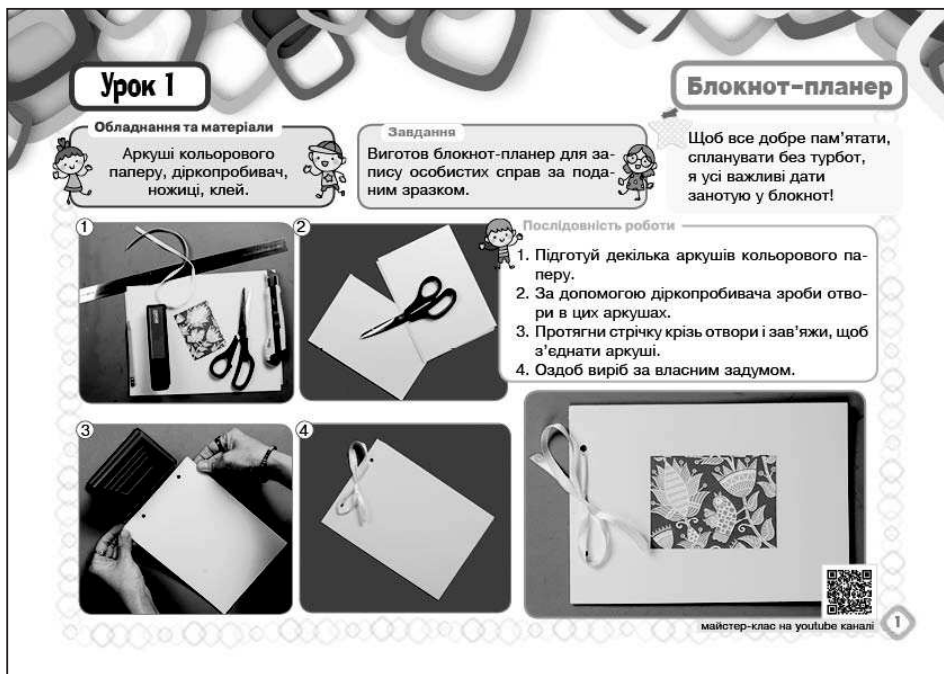 Урок 1
Блокнот-планер
Обладнання та матеріали
Аркуші кольорового
паперу, діркопробивач,
ножиці, клей.
Завдання
Виготов блокнот-планер для за-
пису особистих справ за пода-
ним зразком.
Щоб все добре пам'ятати,
спланувати без турбот,
я усі важливі дати
занотую у блокнот!
1
2
Послідовність роботи
1. Підготуй декілька аркушів кольорового па-
перу.
2. За допомогою діркопробивача зроби отво-
ри в цих аркушах.
3. Протягни стрічку крізь отвори і зав'яжи, щоб
з'єднати аркуші.
4. Оздоб виріб за власним задумом.
3
4
майстер-клас на youtube каналі
1